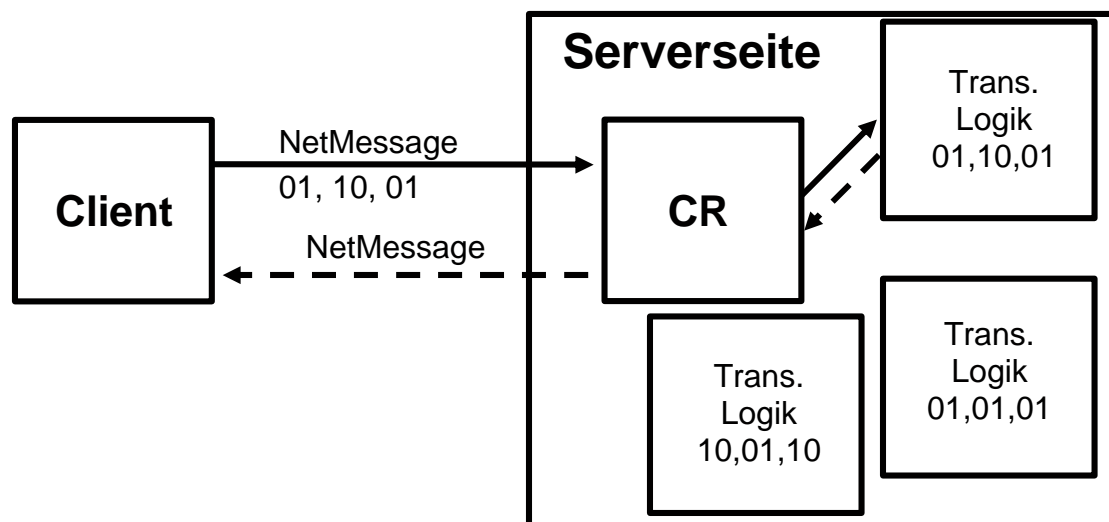 Serverseite
Client
NetMessage
01, 10, 01
NetMessage
CR
Trans.
Logik
01,10,01
Trans.
Logik
10,01,10
Trans.
Logik
01,01,01